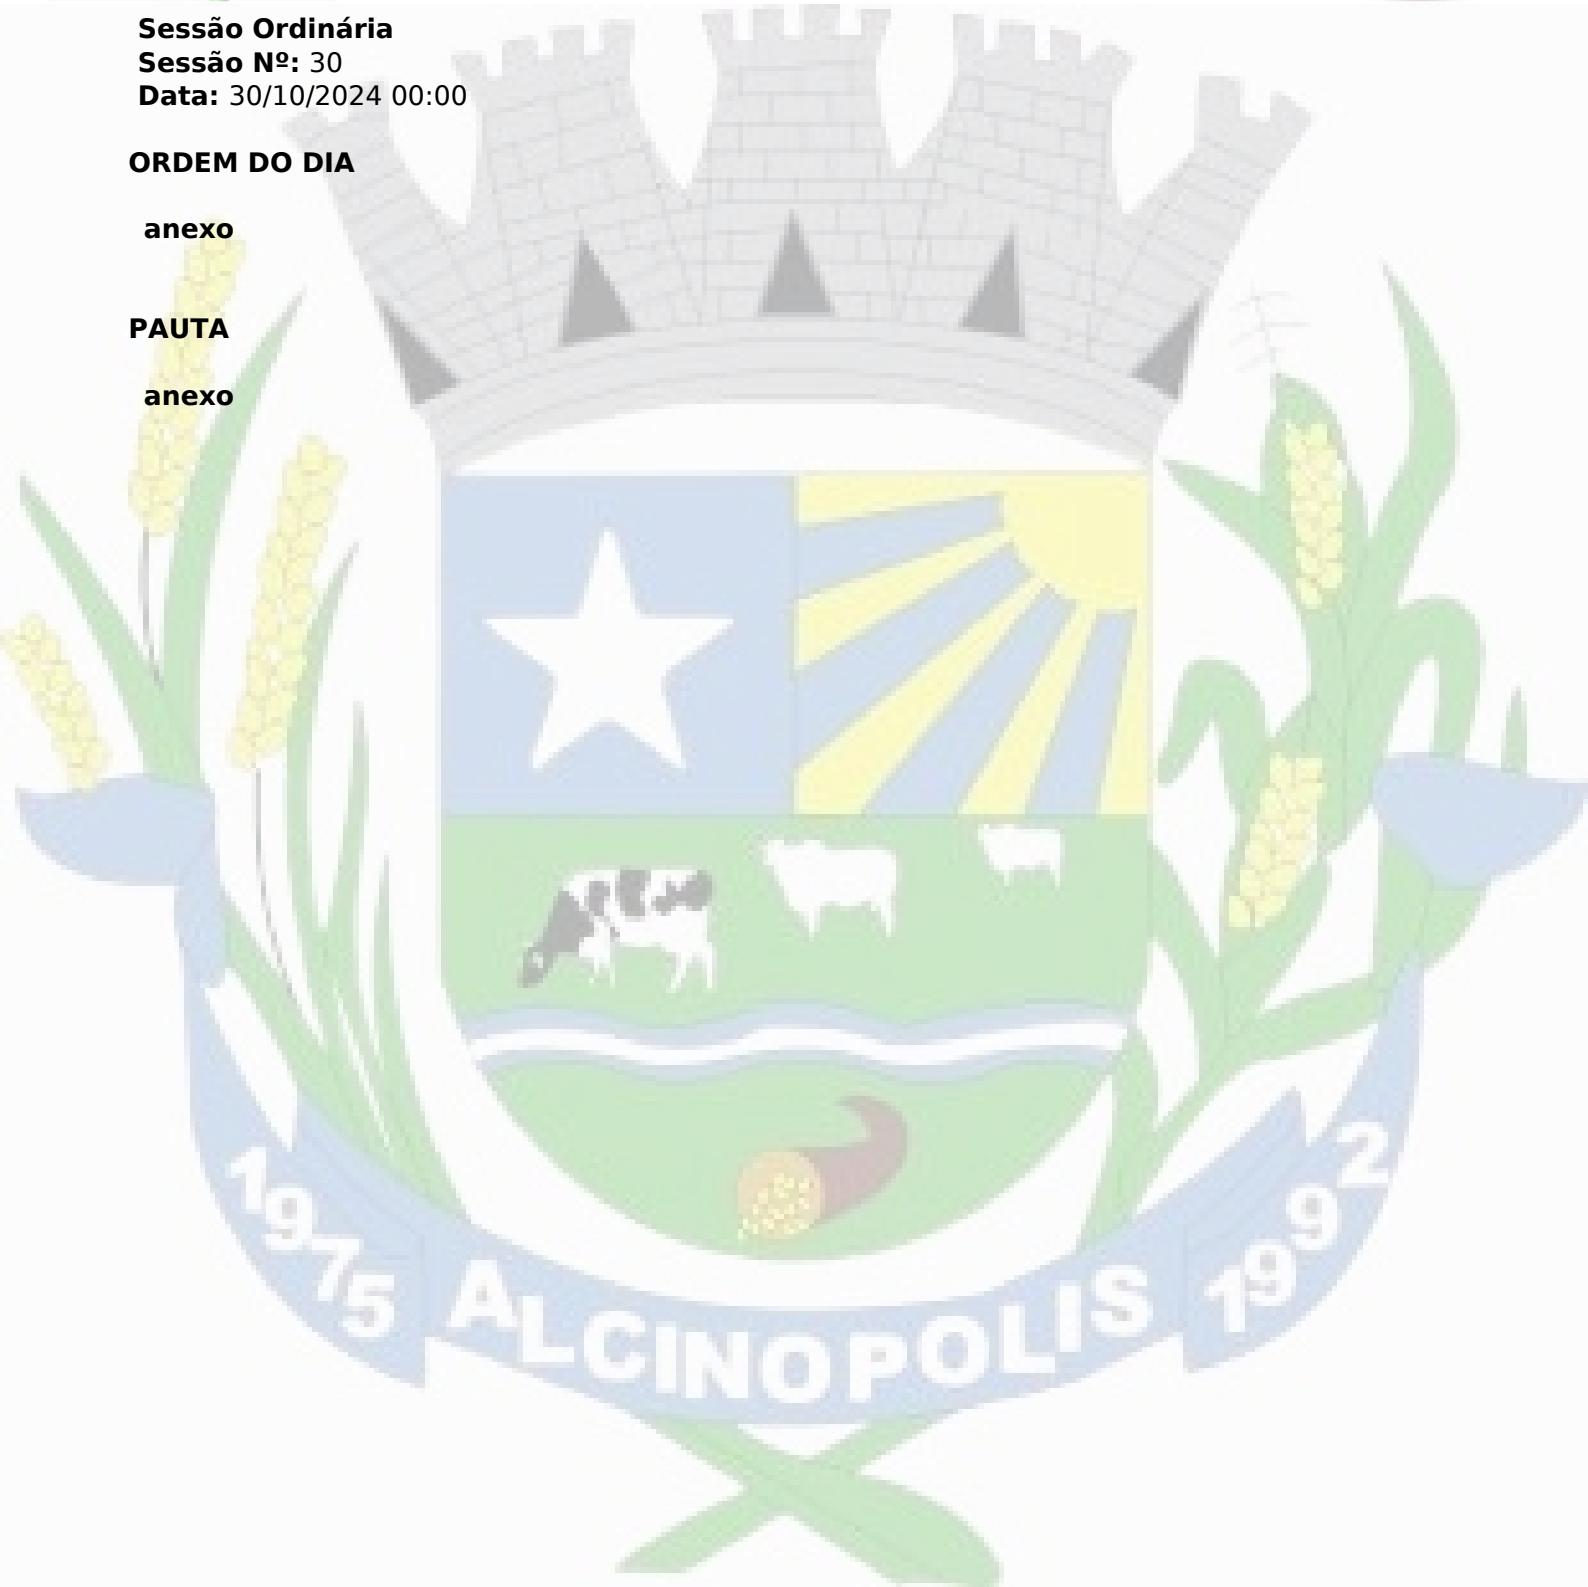 Sessão Ordinária
Sessão Nº: 30
Data: 30/10/2024 00:00
ORDEM DO DIA
anexo
PAUTA
anexo
1975
ALCINOPOLIS
1992